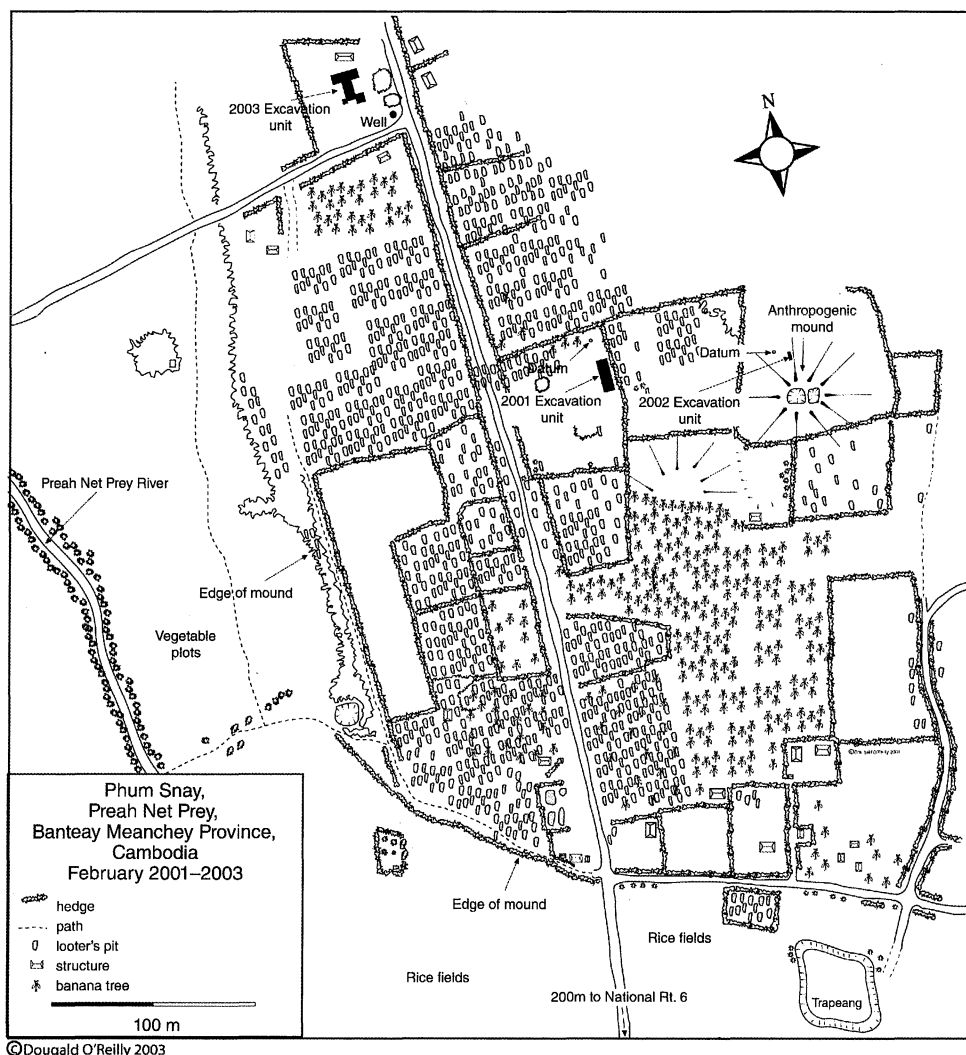 N
2003 Excavation
unit
Well
Anthropogenic
mound
Datum
Datum
2001 Excavation
unit
2002 Excavation
unit
Preah Net Prey River
Edge of mound
Vegetable
plots
Phum Snay,
Preah Net Prey,
Banteay Meanchey Province,
Cambodia
February 2001–2003
hedge
path
looter's pit
structure
banana tree
100 m
Edge of mound
Rice fields
Rice fields
200m to National Rt. 6
Trapeang
©Dougald O'Reilly 2003